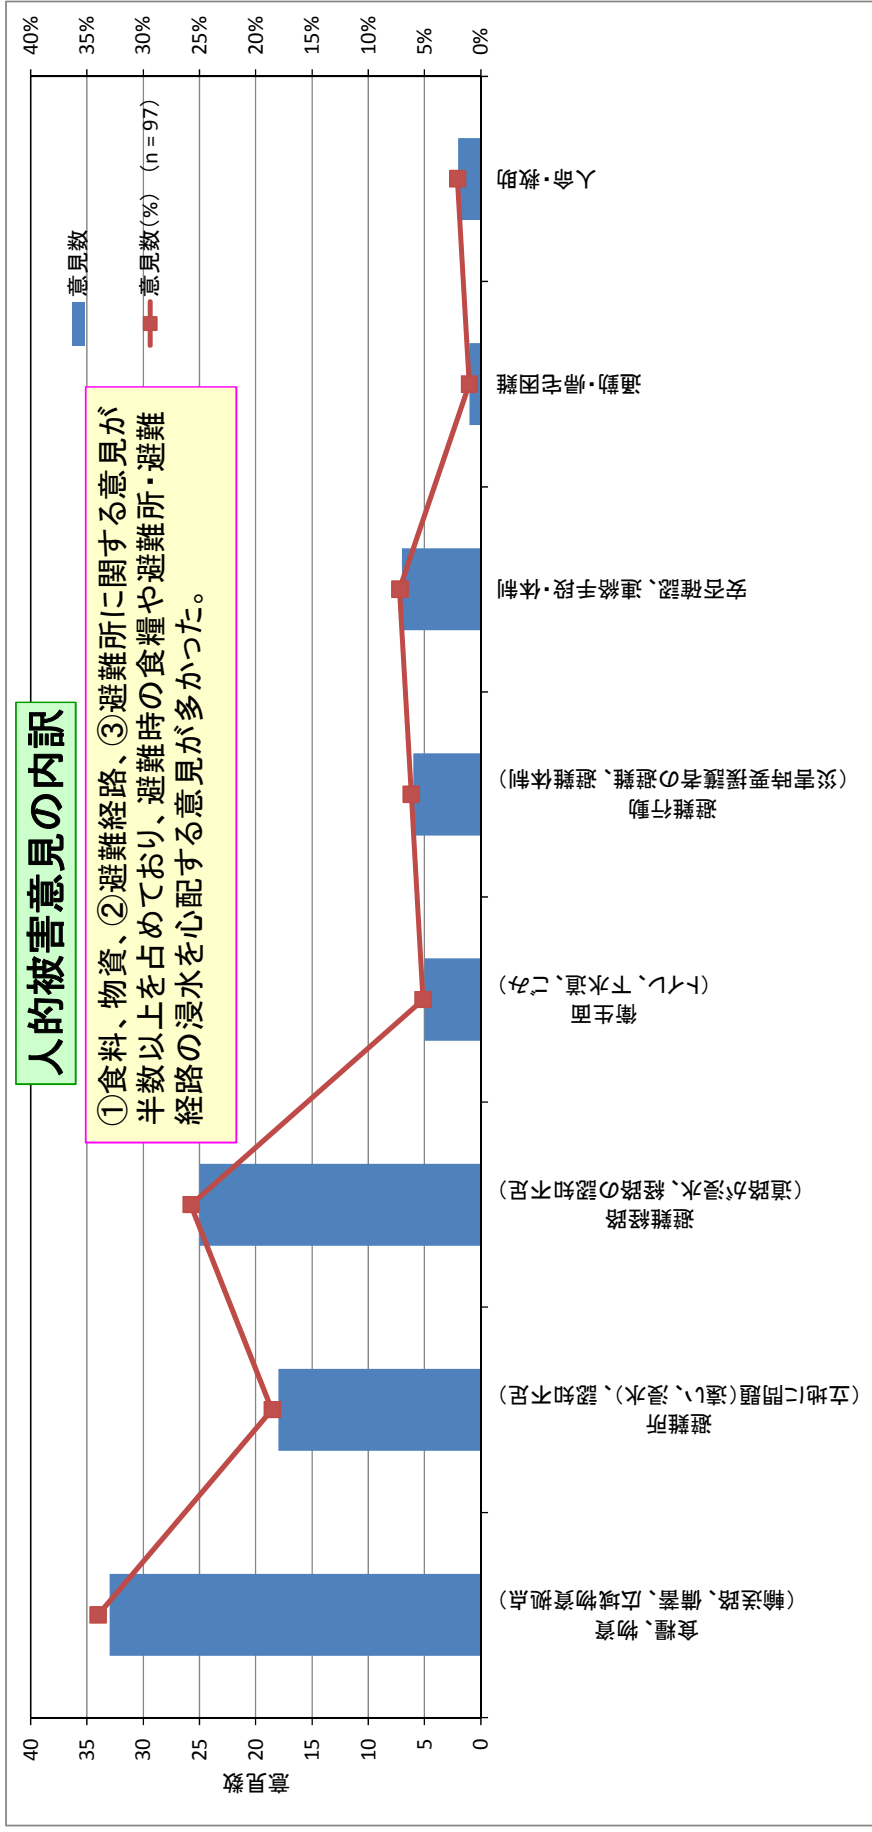 人的被害意見の内訳
①食料、物資、②避難経路、③避難所に関する意見が
半数以上を占めており、避難時の食糧や避難所・避難
経路の浸水を心配する意見が多かった。
意見数
意見数(%) (n = 97)
意見数
40
35
30
25
20
15
10
5
0
40%
35%
30%
25%
20%
15%
10%
5%
0%
食糧、物資
(輸送路、備蓄、広域物資拠点)
避難所
(立地に問題(遠い、浸水)、認知不足)
避難経路
(道路が浸水、経路の認知不足)
衛生面
(トイレ、下水道、ごみ)
避難行動
(災害時要援護者の避難、避難体制)
安否確認、連絡手段・体制
通勤・帰宅困難
人命・救助